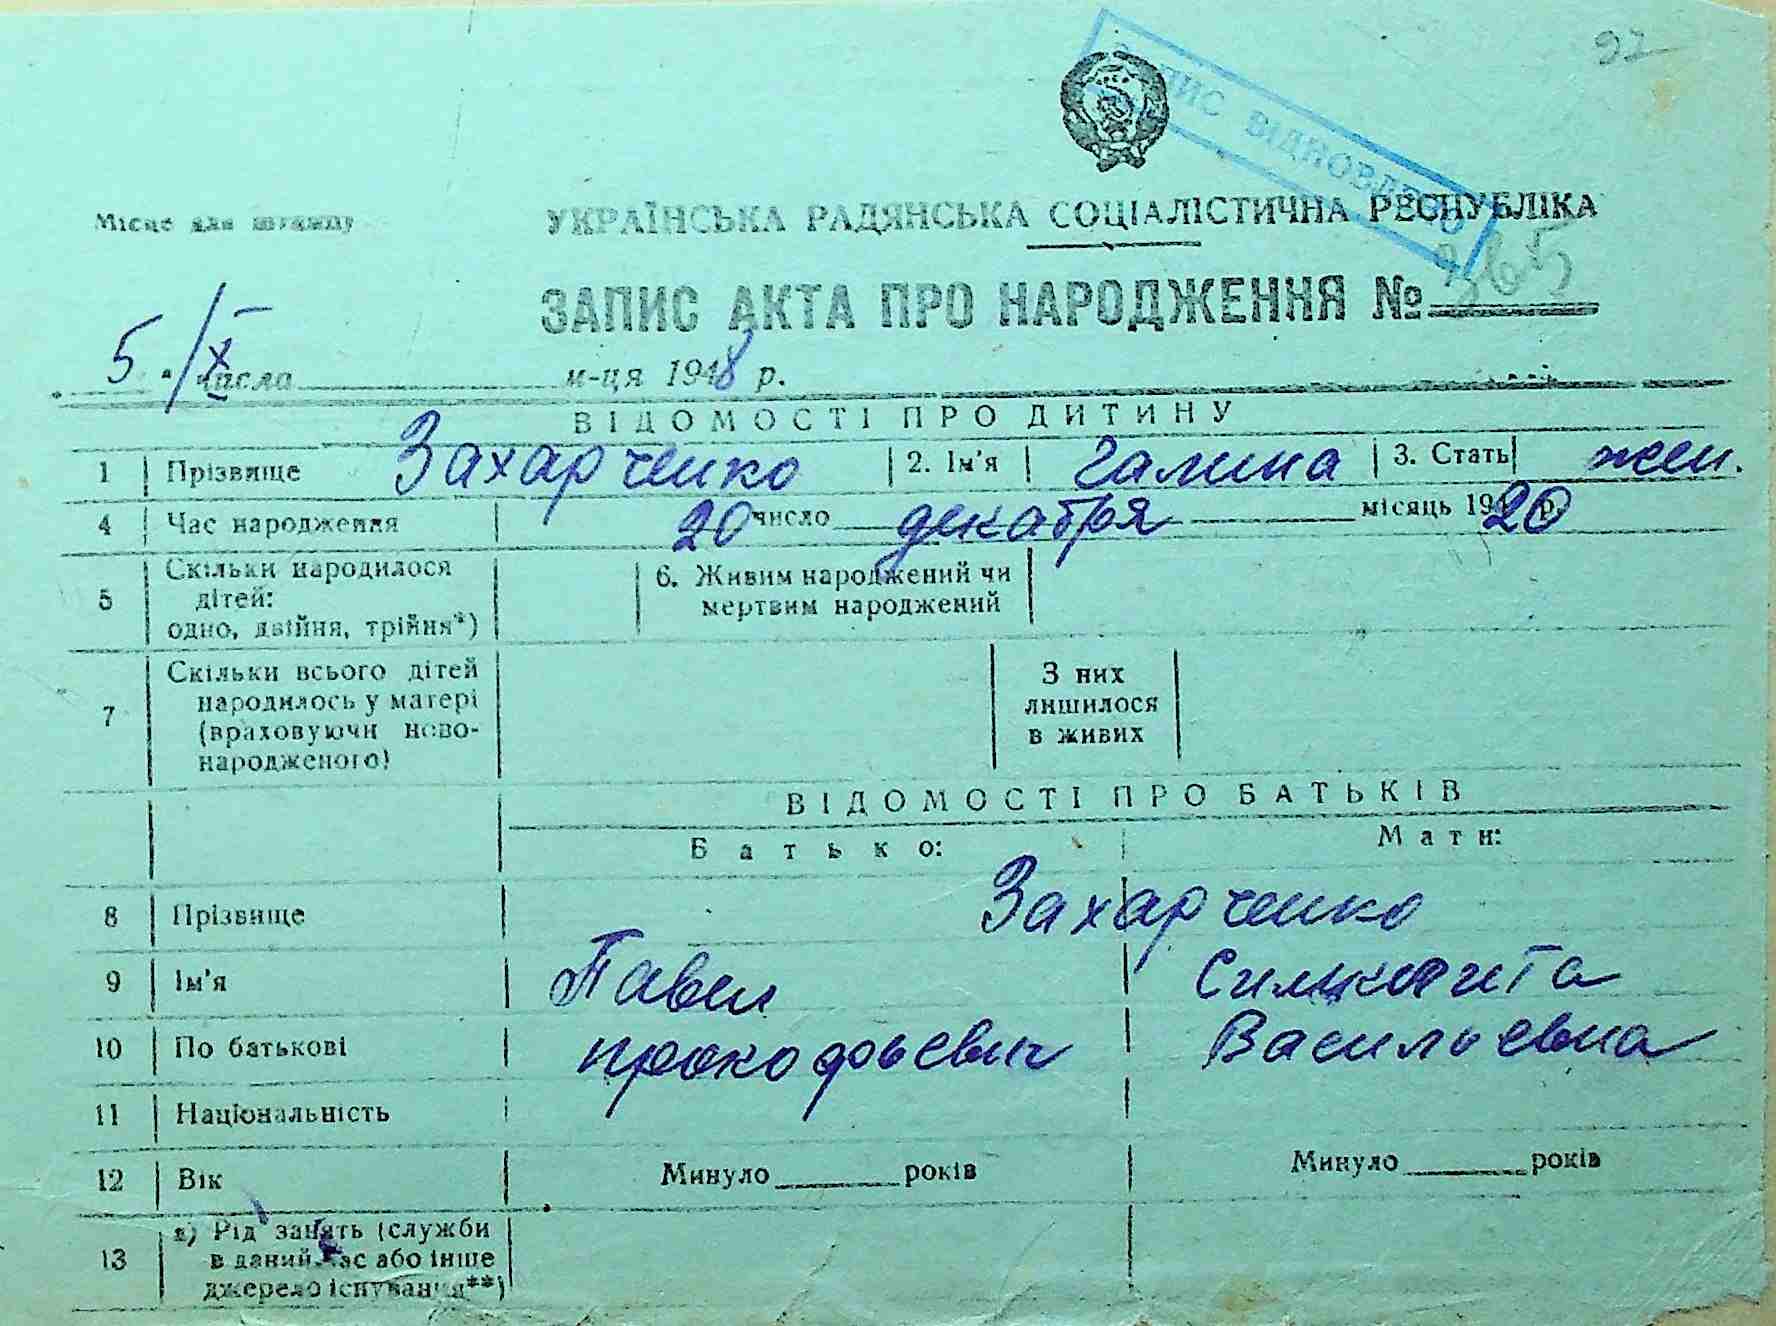 92
ЗАПИС ВІДНОВЛЕНО
Місце для штампу
УКРАЇНСЬКА РАДЯНСЬКА СОЦІАЛІСТИЧНА РЕСПУБЛІКА
ЗАПИС АКТА ПРО НАРОДЖЕННЯ № 365
5/X числа м-ця 1948 р.
ВІДОМОСТІ ПРО ДИТИНУ
1 Прізвище Захарченко 2. Ім'я Галина 3. Стать жен.
4 Час народження 20 число декабря місяць 1920 р.
5 Скільки народилося дітей: одно, двійня, трійня*) 6. Живим народжений чи мертвим народжений
7 Скільки всього дітей народилось у матері (враховуючи новонародженого) З них лишилося в живих
ВІДОМОСТІ ПРО БАТЬКІВ
Батько: Мати:
8 Прізвище Захарченко
9 Ім'я Павел
10 По батькові прокофьевич Васильевна
11 Національність
12 Вік Минуло років Минуло років
13 а) Рід занять (служби в даний час або інше джерело існування**)